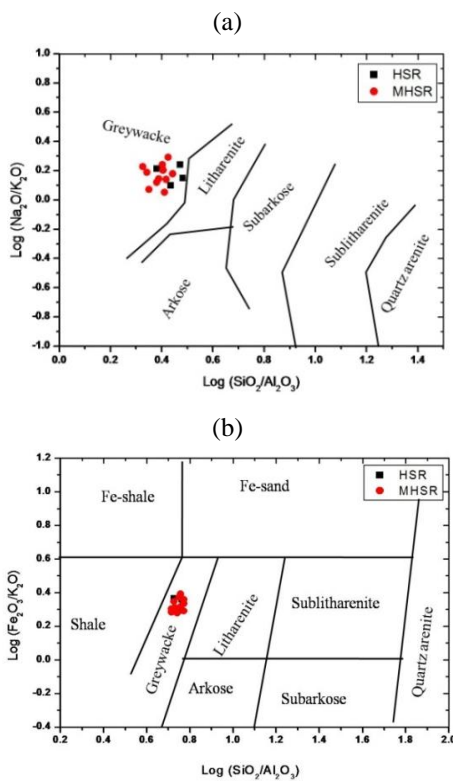 (a)
1.0
0.8
0.6
0.4
0.2
0.0
-0.2
-0.4
-0.6
-0.8
-1.0
Log (Na₂O/K₂O)
HSR
MHSR
Greywacke
Litharenite
Subarkose
Sublitharenite
Quartz arenite
Arkose
0.0 0.2 0.4 0.6 0.8 1.0 1.2 1.4
Log (SiO₂/Al₂O₃)
(b)
1.2
1.0
0.8
0.6
0.4
0.2
0.0
-0.2
-0.4
Log (Fe₂O₃/K₂O)
HSR
MHSR
Fe-shale
Fe-sand
Shale
Greywacke
Litharenite
Sublitharenite
Quartz arenite
Arkose
Subarkose
0.2 0.4 0.6 0.8 1.0 1.2 1.4 1.6 1.8 2.0
Log (SiO₂/Al₂O₃)